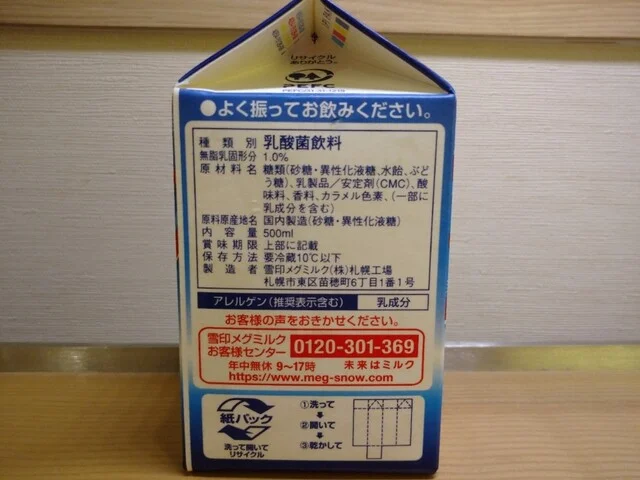 リサイクル
ありがとう。
PEFC
●よく振ってお飲みください。
種類別 乳酸菌飲料
無脂乳固形分 1.0%
原材料名 糖類(砂糖・異性化液糖、水飴、ぶど
う糖)、乳製品/安定剤(CMC)、酸
味料、香料、カラメル色素、(一部に
乳成分を含む)
原料原産地名 国内製造(砂糖・異性化液糖)
内容量 500ml
賞味期限 上部に記載
保存方法 要冷蔵10℃以下
製造者 雪印メグミルク(株)札幌工場
札幌市東区苗穂町6丁目1番1号
アレルゲン(推奨表示含む) 乳成分
お客様の声をおきかせください。
雪印メグミルク
お客様センター 0120-301-369
年中無休 9〜17時 未来はミルク
https://www.meg-snow.com
紙パック
洗って開いて
リサイクル
①洗って
②開いて
③乾かして